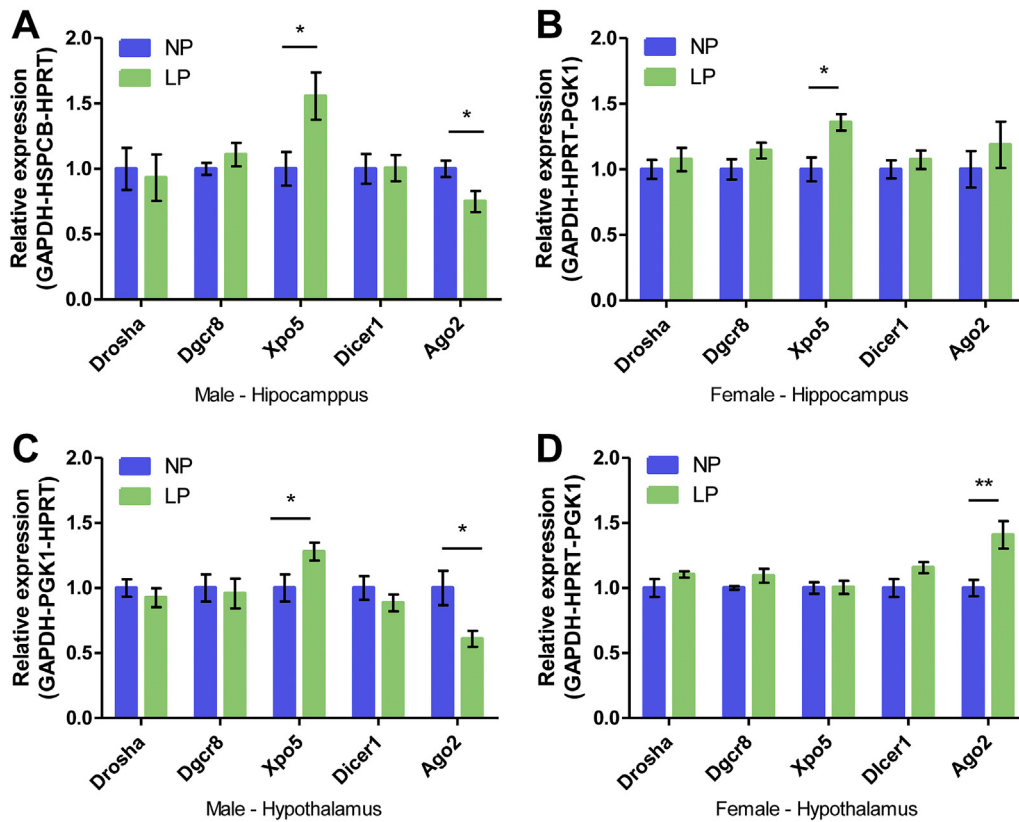 A
Relative expression
(GAPDH-HSPCB-HPRT)
2.0
1.5
1.0
0.5
0.0
NP
LP
*
*
Drosha
Dgcr8
Xpo5
Dicer1
Ago2
Male - Hipocamppus
B
Relative expression
(GAPDH-HPRT-PGK1)
2.0
1.5
1.0
0.5
0.0
NP
LP
*
Drosha
Dgcr8
Xpo5
Dicer1
Ago2
Female - Hippocampus
C
Relative expression
(GAPDH-PGK1-HPRT)
2.0
1.5
1.0
0.5
0.0
NP
LP
*
*
Drosha
Dgcr8
Xpo5
Dicer1
Ago2
Male - Hypothalamus
D
Relative expression
(GAPDH-HPRT-PGK1)
2.0
1.5
1.0
0.5
0.0
NP
LP
**
Drosha
Dgcr8
Xpo5
DIcer1
Ago2
Female - Hypothalamus